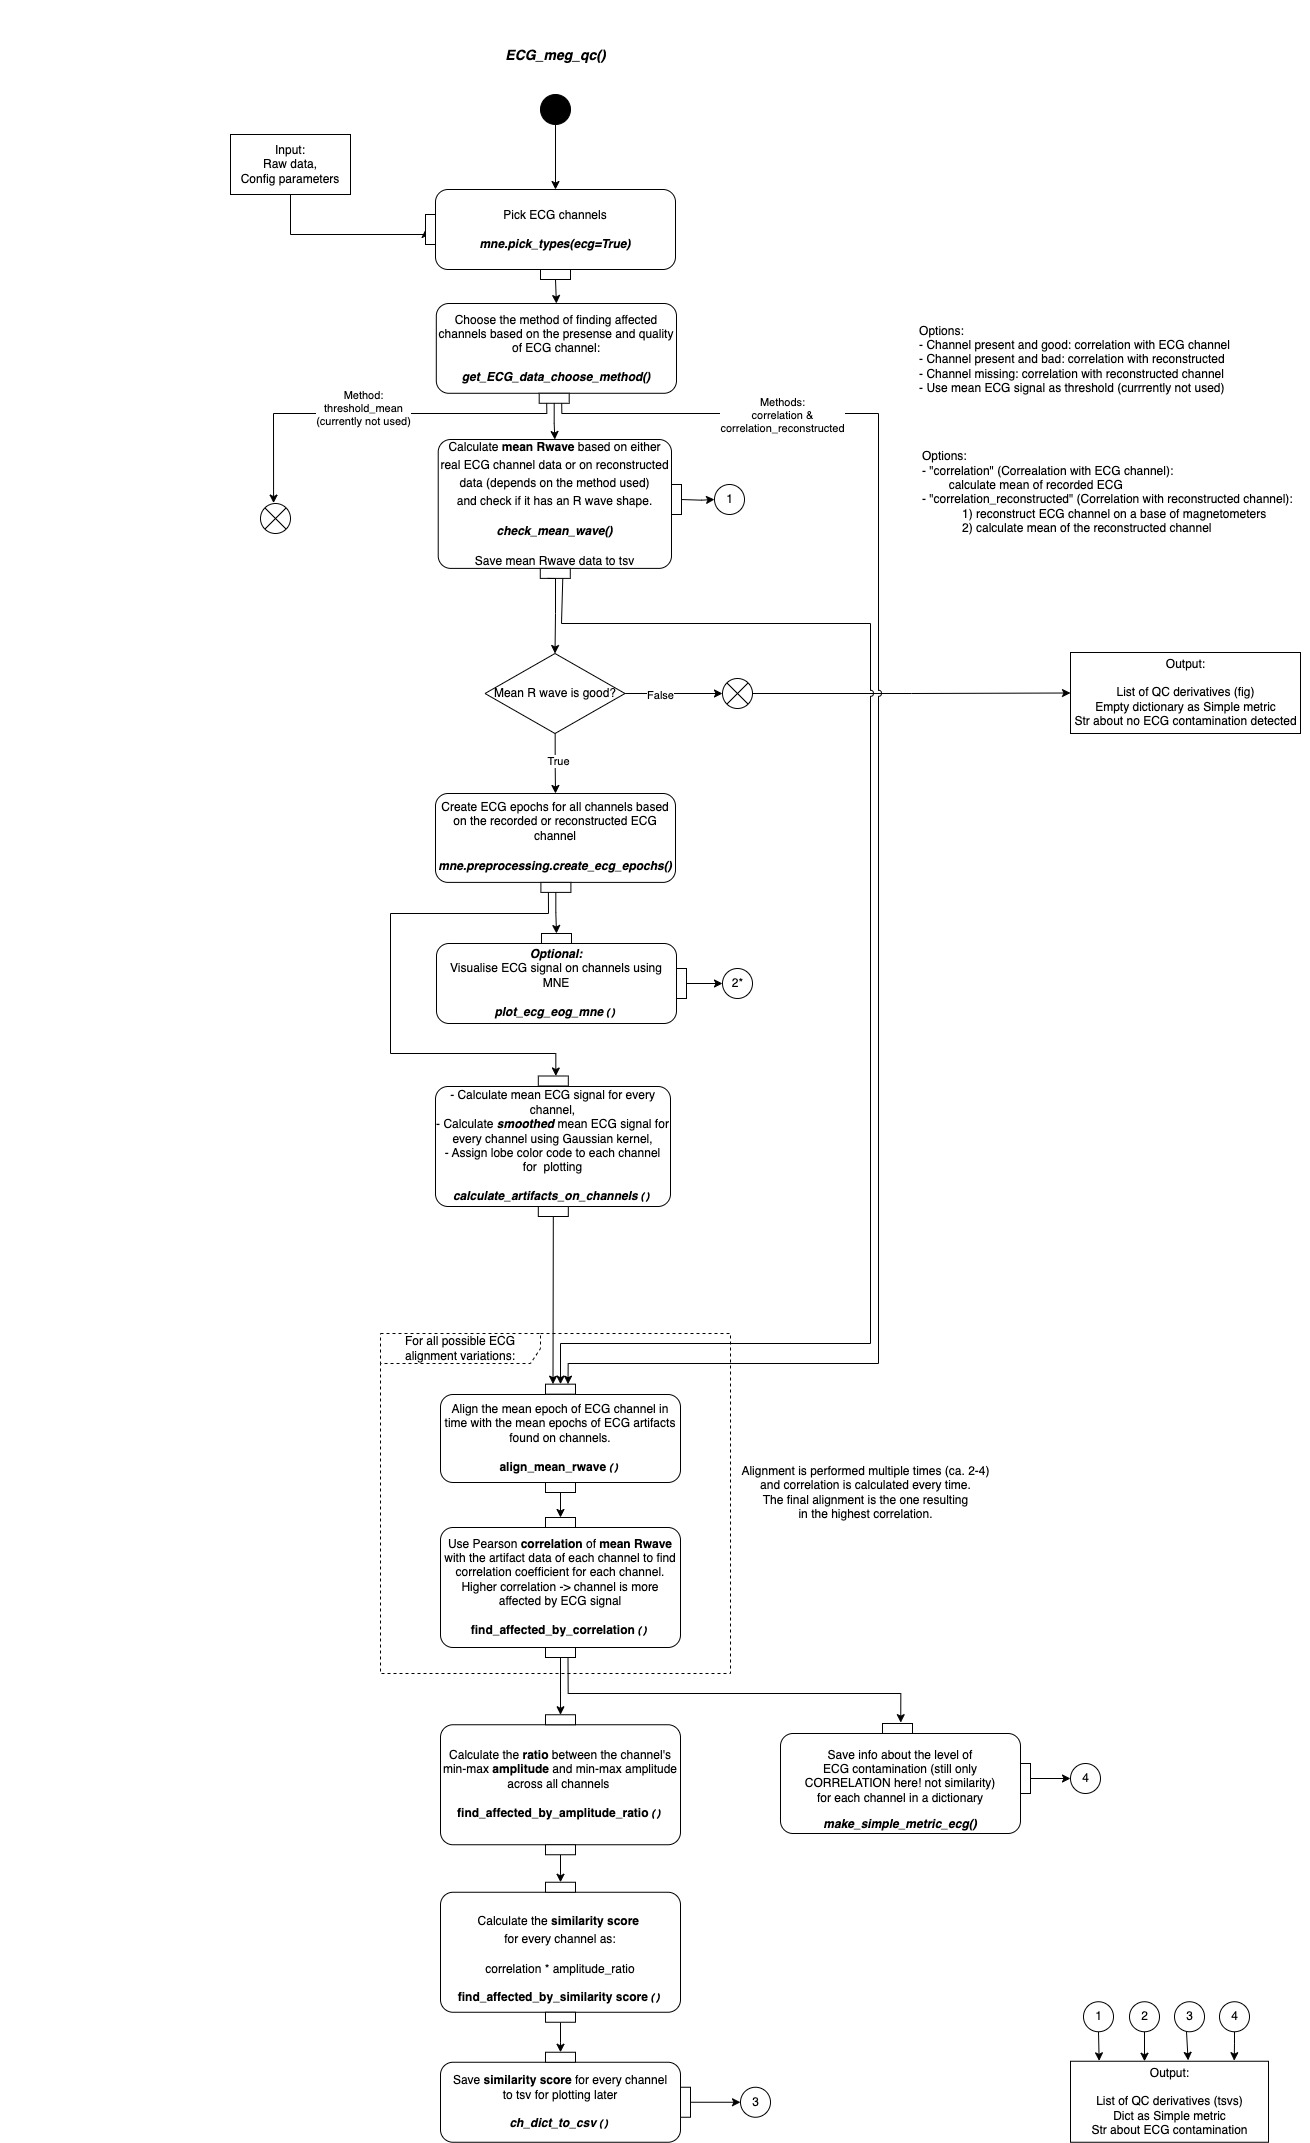 ECG_meg_qc()
Input:
Raw data,
Config parameters
Pick ECG channels
mne.pick_types(ecg=True)
Choose the method of finding affected
channels based on the presense and quality
of ECG channel:
get_ECG_data_choose_method()
Options:
- Channel present and good: correlation with ECG channel
- Channel present and bad: correlation with reconstructed
- Channel missing: correlation with reconstructed channel
- Use mean ECG signal as threshold (currrently not used)
Method:
threshold_mean
(currently not used)
Methods:
correlation &
correlation_reconstructed
Calculate mean Rwave based on either
real ECG channel data or on reconstructed
data (depends on the method used)
and check if it has an R wave shape.
check_mean_wave()
Save mean Rwave data to tsv
1
Options:
- "correlation" (Correalation with ECG channel):
calculate mean of recorded ECG
- "correlation_reconstructed" (Correlation with reconstructed channel):
1) reconstruct ECG channel on a base of magnetometers
2) calculate mean of the reconstructed channel
Mean R wave is good?
False
Output:
List of QC derivatives (fig)
Empty dictionary as Simple metric
Str about no ECG contamination detected
True
Create ECG epochs for all channels based
on the recorded or reconstructed ECG
channel
mne.preprocessing.create_ecg_epochs()
Optional:
Visualise ECG signal on channels using
MNE
plot_ecg_eog_mne ()
2*
- Calculate mean ECG signal for every
channel,
- Calculate smoothed mean ECG signal for
every channel using Gaussian kernel,
- Assign lobe color code to each channel
for plotting
calculate_artifacts_on_channels ()
For all possible ECG
alignment variations:
Align the mean epoch of ECG channel in
time with the mean epochs of ECG artifacts
found on channels.
align_mean_rwave ()
Alignment is performed multiple times (ca. 2-4)
and correlation is calculated every time.
The final alignment is the one resulting
in the highest correlation.
Use Pearson correlation of mean Rwave
with the artifact data of each channel to find
correlation coefficient for each channel.
Higher correlation -> channel is more
affected by ECG signal
find_affected_by_correlation ()
Calculate the ratio between the channel's
min-max amplitude and min-max amplitude
across all channels
find_affected_by_amplitude_ratio ()
Save info about the level of
ECG contamination (still only
CORRELATION here! not similarity)
for each channel in a dictionary
make_simple_metric_ecg()
4
Calculate the similarity score
for every channel as:
correlation * amplitude_ratio
find_affected_by_similarity score ()
Save similarity score for every channel
to tsv for plotting later
ch_dict_to_csv ()
3
1
2
3
4
Output:
List of QC derivatives (tsvs)
Dict as Simple metric
Str about ECG contamination